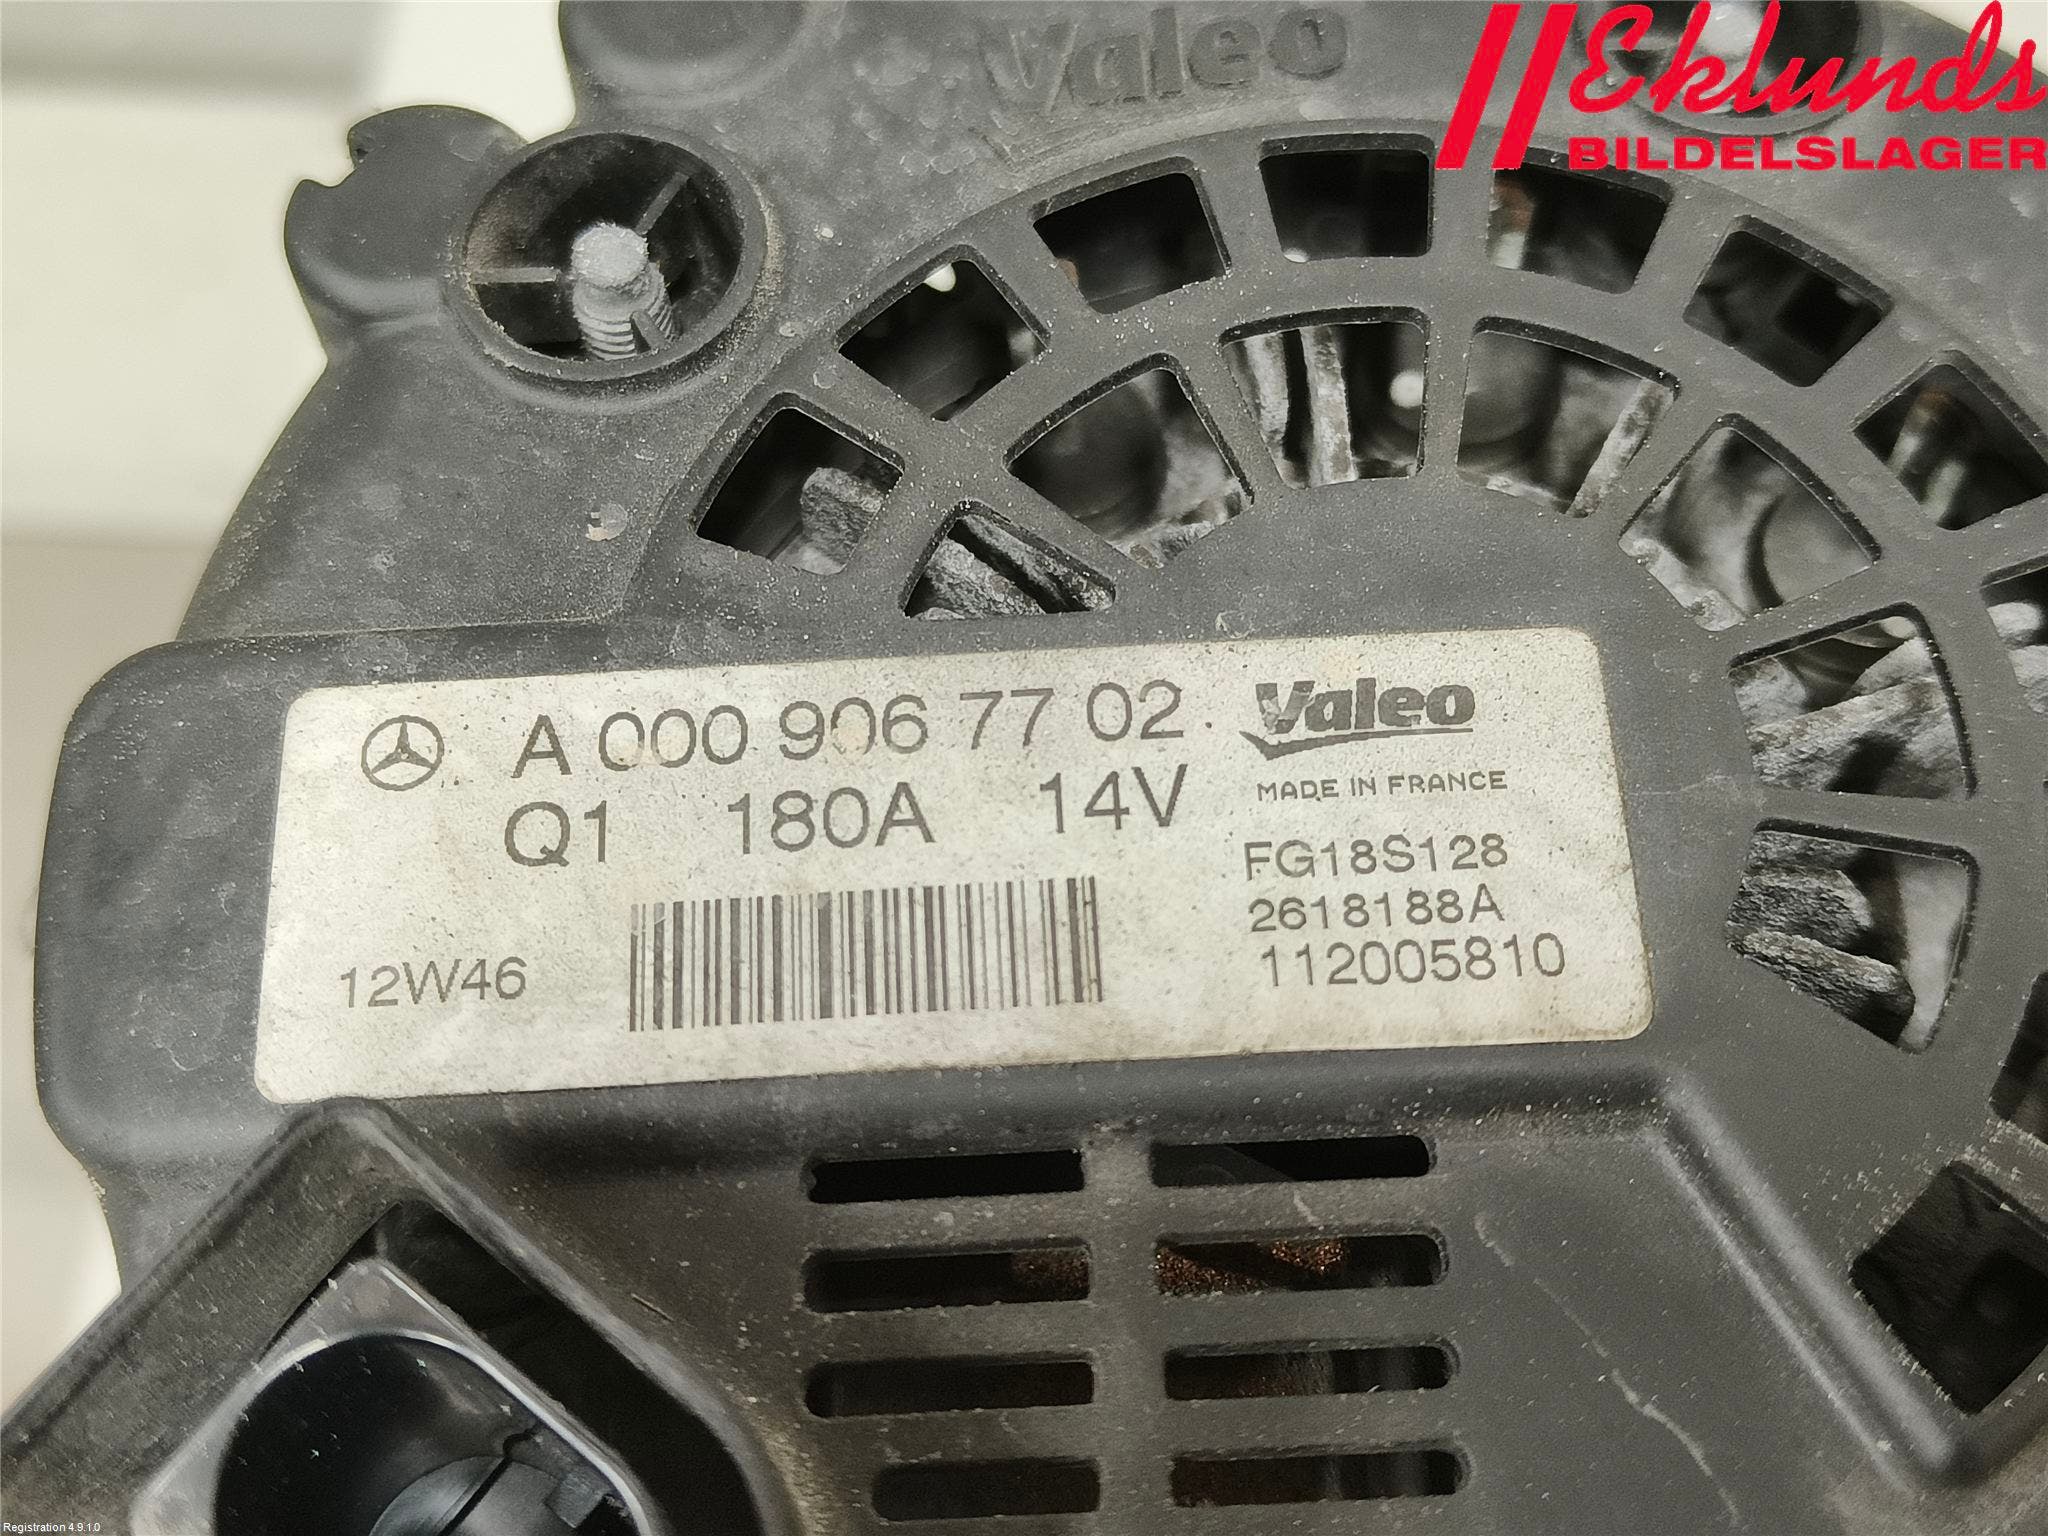 Valeo
Eklunds
BILDELSLAGER
A 000 906 77 02
Valeo
MADE IN FRANCE
Q1 180A 14V
FG18S128
2618188A
12W46
112005810
Registration 4.9.1.0